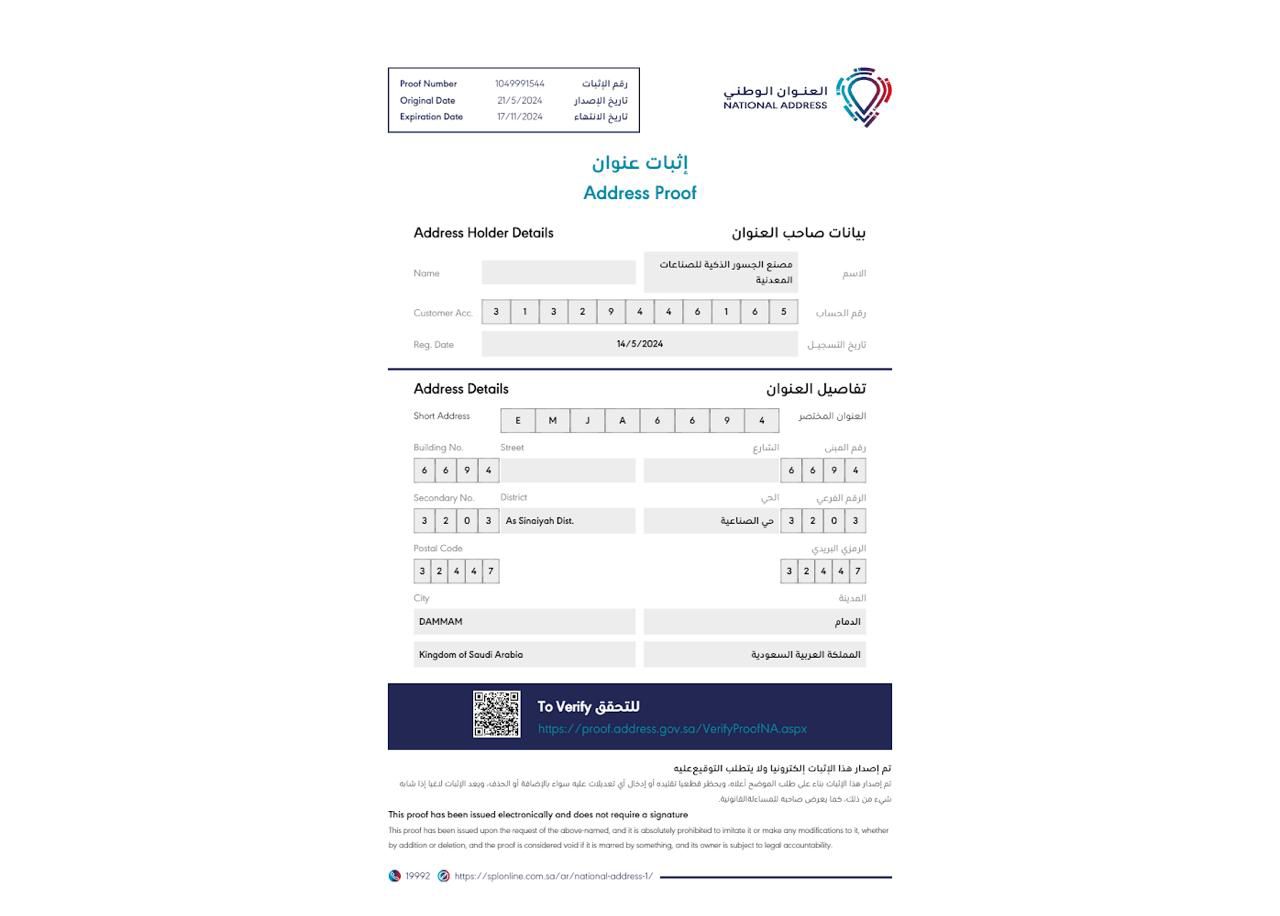 Proof Number 1049991544 رقم الإثبات
Original Date 21/5/2024 تاريخ الإصدار
Expiration Date 17/11/2024 تاريخ الانتهاء
العنـوان الـوطني
NATIONAL ADDRESS
إثبات عنوان
Address Proof
Address Holder Details بيانات صاحب العنوان
Name مصنع الجسور الذكية للصناعات المعدنية الاسم
Customer Acc. 3 1 3 2 9 4 4 6 1 6 5 رقم الحساب
Reg. Date 14/5/2024 تاريخ التسجيـل
Address Details تفاصيل العنوان
Short Address E M J A 6 6 9 4 العنوان المختصر
Building No. Street الشارع رقم المبنى
6 6 9 4 6 6 9 4
Secondary No. District الحي الرقم الفرعي
3 2 0 3 As Sinaiyah Dist. حي الصناعية 3 2 0 3
Postal Code الرمزي البريدي
3 2 4 4 7 3 2 4 4 7
City المدينة
DAMMAM الدمام
Kingdom of Saudi Arabia المملكة العربية السعودية
To Verify للتحقق
https://proof.address.gov.sa/VerifyProofNA.aspx
تم إصدار هذا الإثبات إلكترونيا ولا يتطلب التوقيع‌عليه
تم إصدار هذا الإثبات بناء على طلب الموضح أعلاه، ويحظر قطعيا تقليده أو إدخال أي تعديلات عليه سواء بالإضافة أو الحذف، ويعد الإثبات لاغيا إذا شابه
شيء من ذلك، كما يعرض صاحبه للمساءلة‌القانونية.
This proof has been issued electronically and does not require a signature
This proof has been issued upon the request of the above-named, and it is absolutely prohibited to imitate it or make any modifications to it, whether
by addition or deletion, and the proof is considered void if it is marred by something, and its owner is subject to legal accountability.
19992 https://splonline.com.sa/ar/national-address-1/